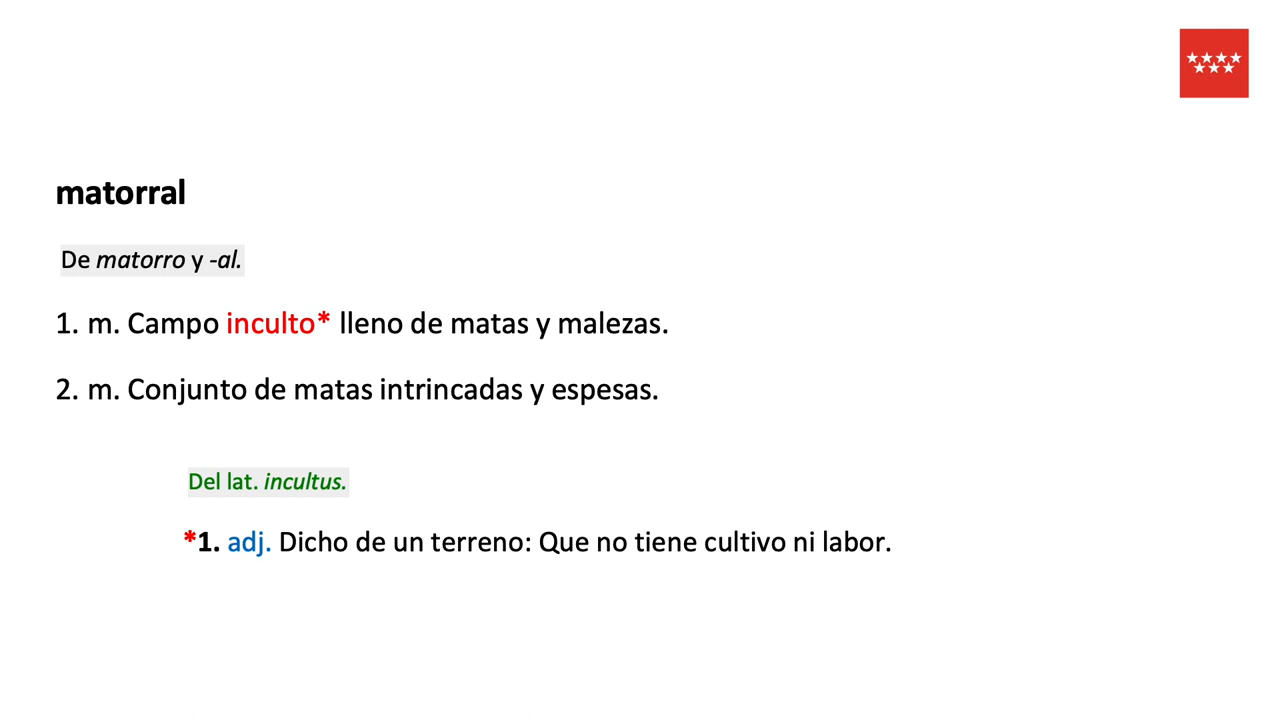 matorral
De matorro y -al.
1. m. Campo inculto* lleno de matas y malezas.
2. m. Conjunto de matas intrincadas y espesas.
Del lat. incultus.
*1. adj. Dicho de un terreno: Que no tiene cultivo ni labor.